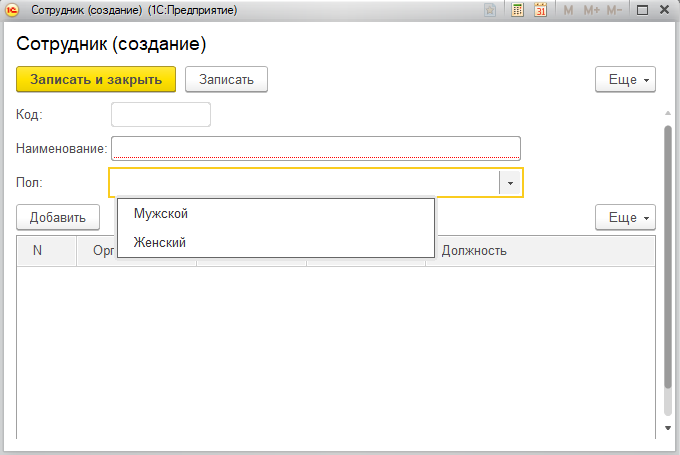 Сотрудник (создание) (1С:Предприятие)
31 M M+ M−
Сотрудник (создание)
Записать и закрыть Записать Еще
Код:
Наименование:
Пол:
Мужской
Добавить Еще
Женский
N Орг Должность